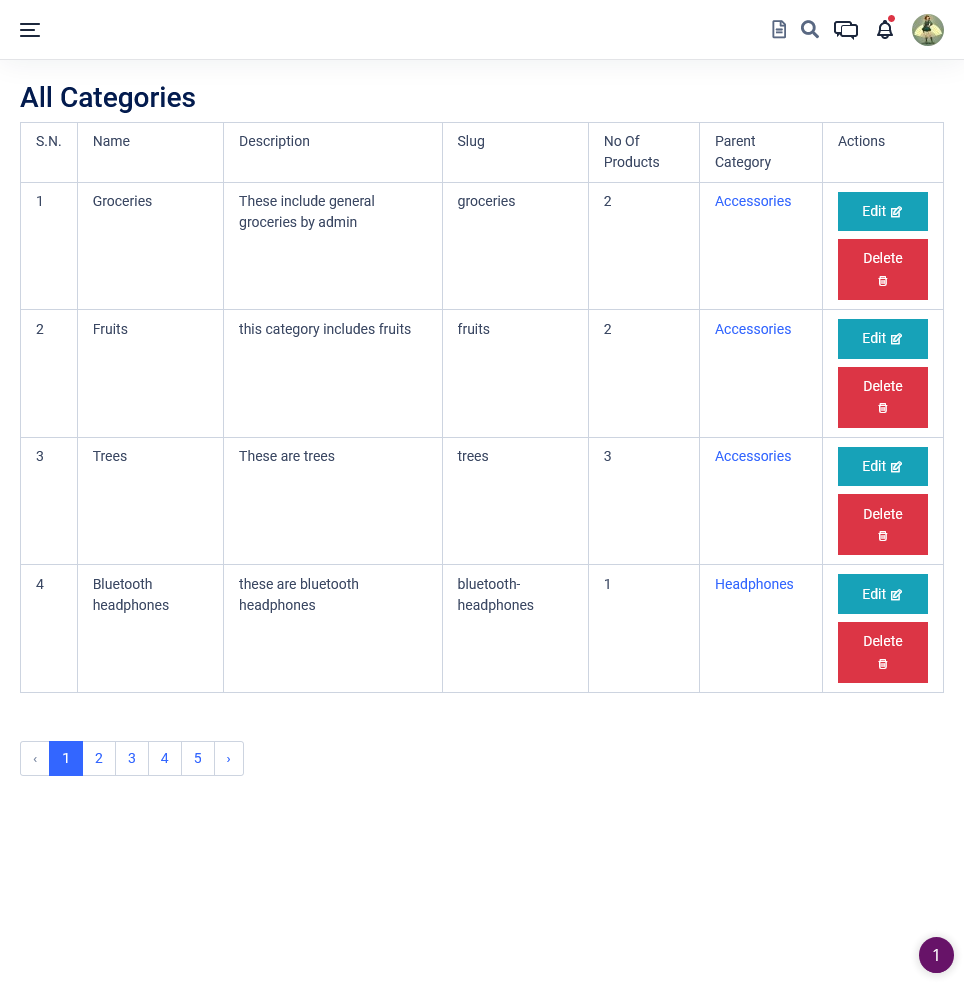 All Categories
S.N. Name Description Slug No Of Products Parent Category Actions
1 Groceries These include general groceries by admin groceries 2 Accessories Edit Delete
2 Fruits this category includes fruits fruits 2 Accessories Edit Delete
3 Trees These are trees trees 3 Accessories Edit Delete
4 Bluetooth headphones these are bluetooth headphones bluetooth-headphones 1 Headphones Edit Delete
‹ 1 2 3 4 5 ›
1